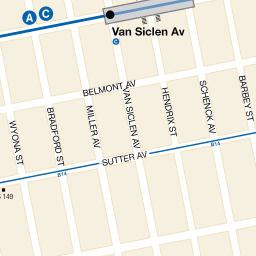 A C
Van Siclen Av
C
BELMONT AV
WYONA ST
BRADFORD ST
MILLER AV
VAN SICLEN AV
HENDRIX ST
SCHENCK AV
BARBEY ST
B14
SUTTER AV
B14
149